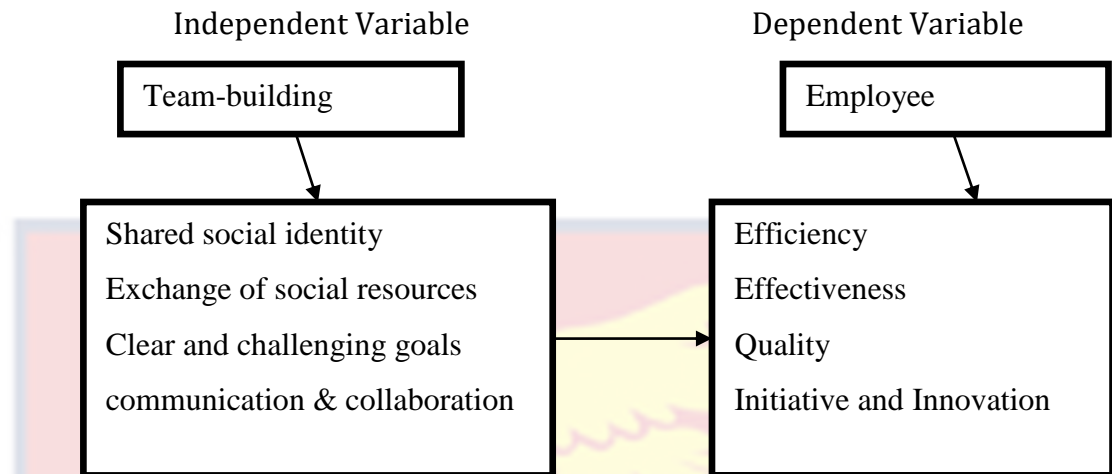 Independent Variable
Dependent Variable
Team-building
Employee
Shared social identity
Exchange of social resources
Clear and challenging goals
communication & collaboration
Efficiency
Effectiveness
Quality
Initiative and Innovation